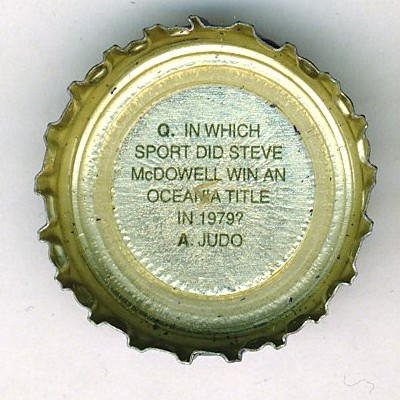 Q. IN WHICH
SPORT DID STEVE
McDOWELL WIN AN
OCEANIA TITLE
IN 1979?
A. JUDO